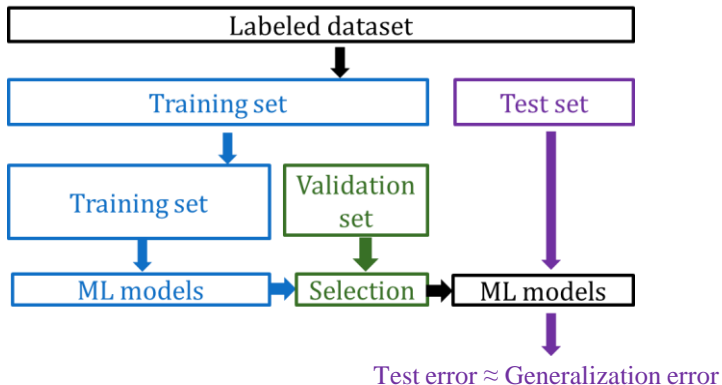 Labeled dataset
Training set
Test set
Training set
Validation
set
ML models
Selection
ML models
Test error ≈ Generalization error